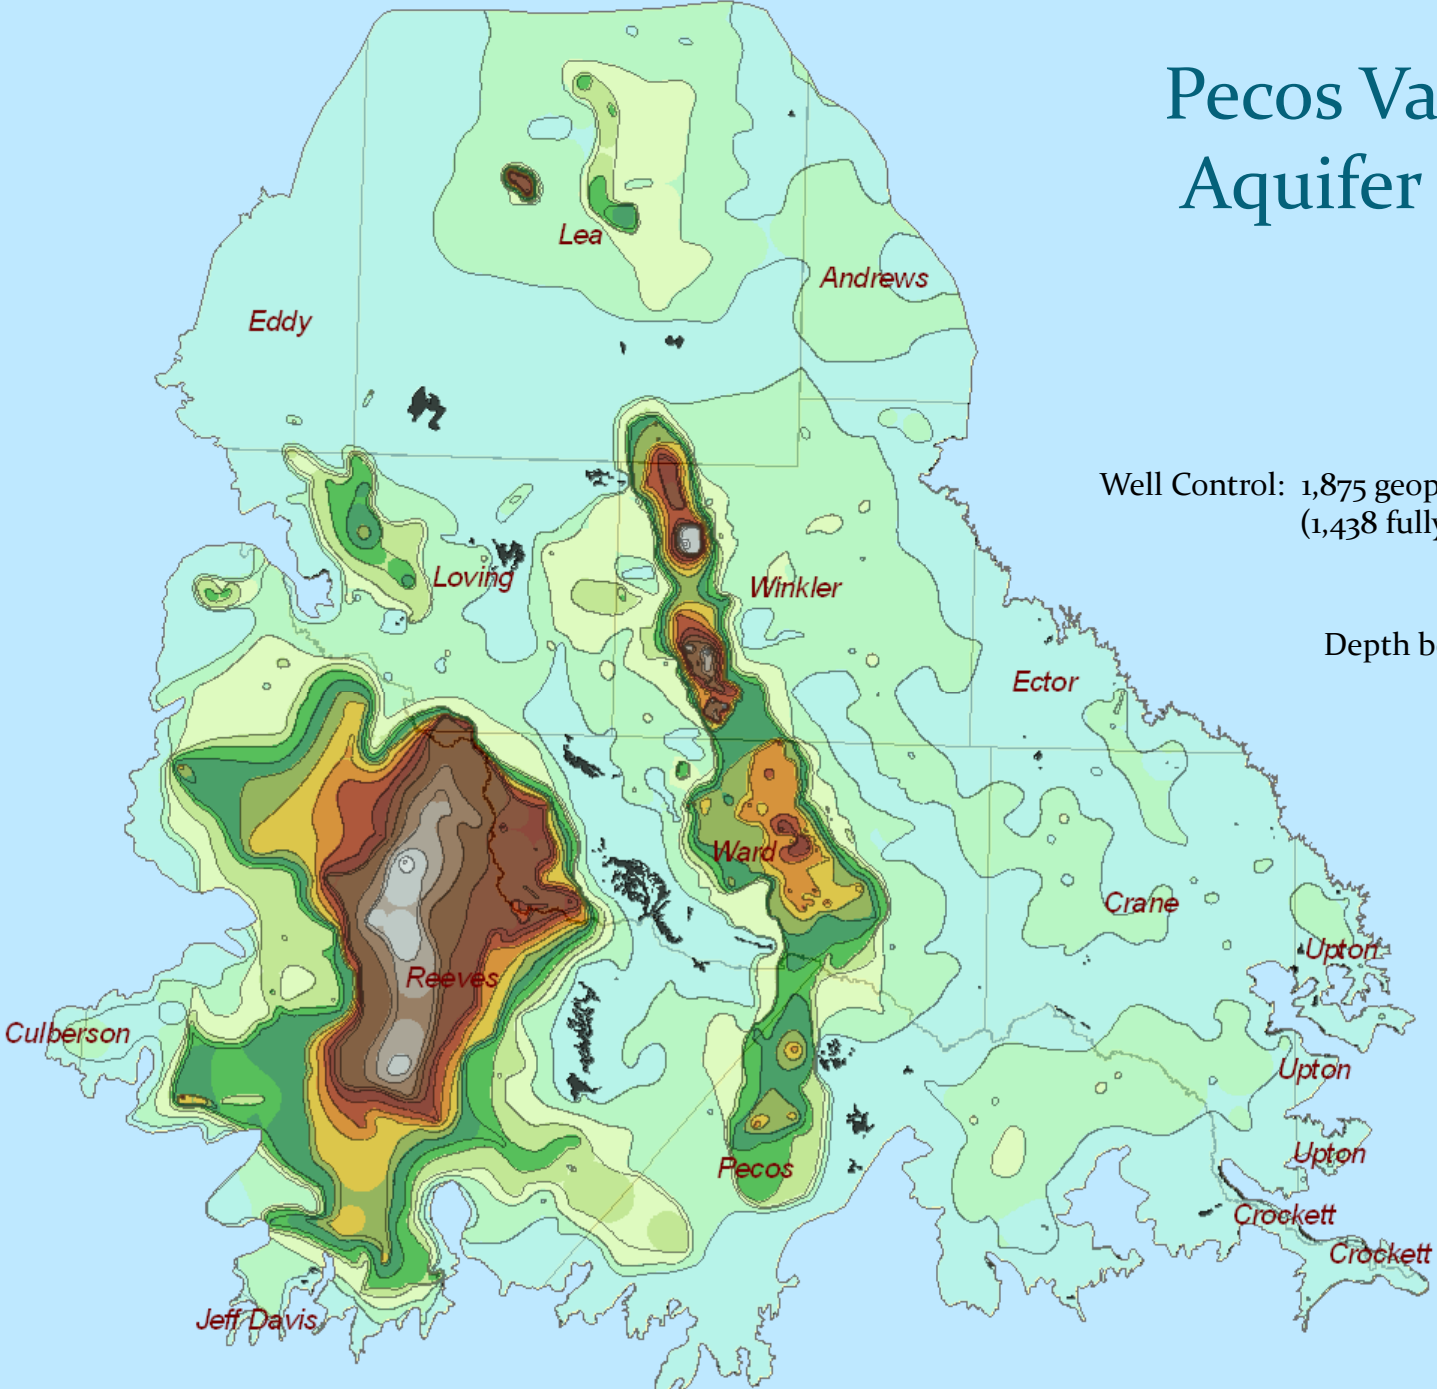 Pecos Va
Aquifer
Lea
Andrews
Eddy
Well Control: 1,875 geop
(1,438 fully
Loving
Winkler
Depth b
Ector
Ward
Crane
Upton
Reeves
Culberson
Upton
Upton
Pecos
Crockett
Crockett
Jeff Davis